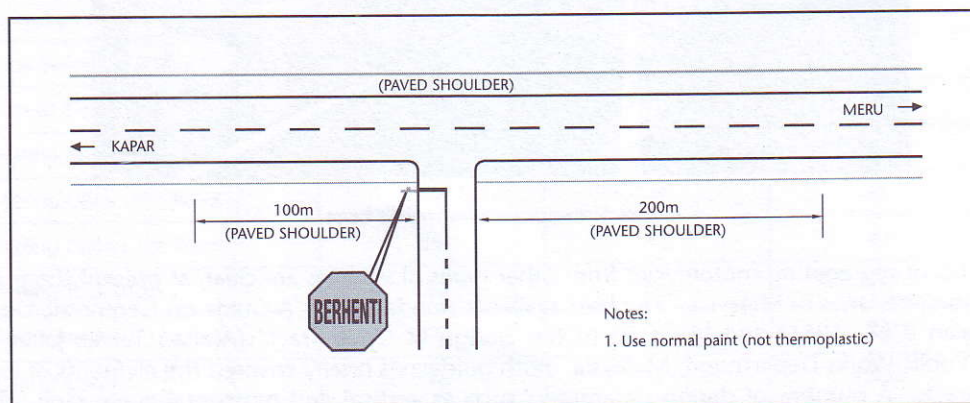 (PAVED SHOULDER)
MERU
KAPAR
100m
(PAVED SHOULDER)
200m
(PAVED SHOULDER)
BERHENTI
Notes:
1. Use normal paint (not thermoplastic)